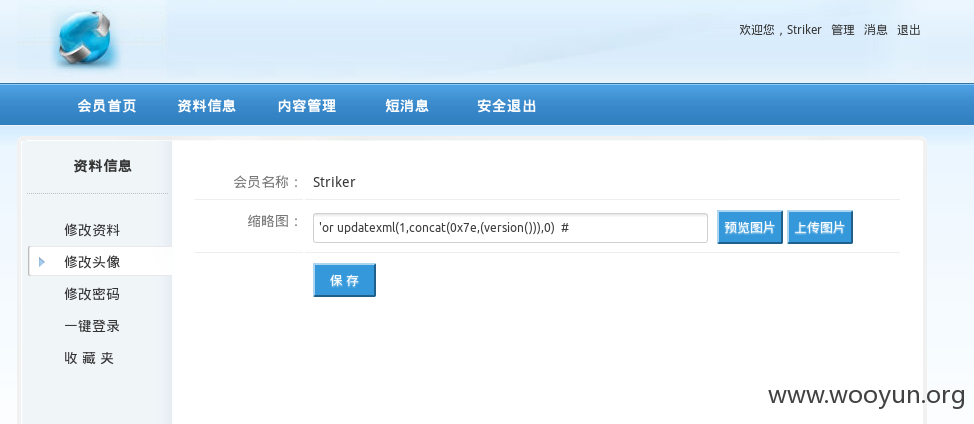 欢迎您，Striker 管理 消息 退出
会员首页 资料信息 内容管理 短消息 安全退出
资料信息
修改资料
修改头像
修改密码
一键登录
收 藏 夹
会员名称： Striker
缩略图： 'or updatexml(1,concat(0x7e,(version())),0) # 预览图片 上传图片
保 存
www.wooyun.org